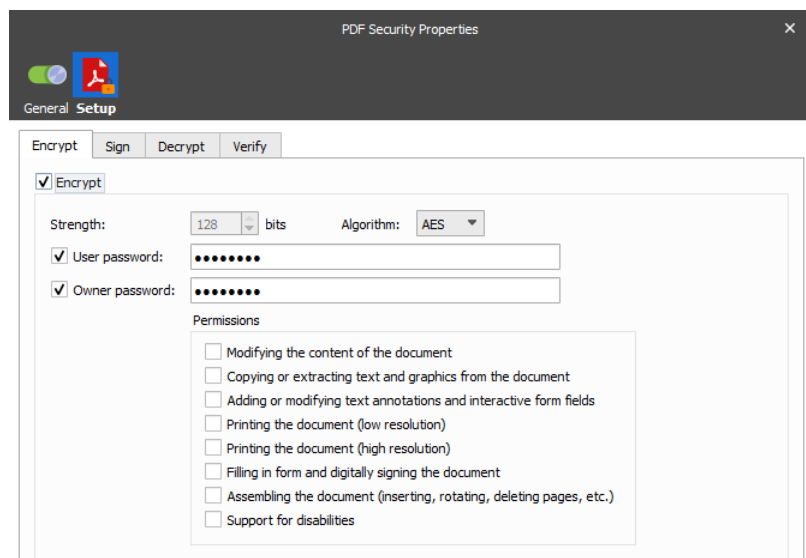 PDF Security Properties
General Setup
Encrypt Sign Decrypt Verify
Encrypt
Strength: 128 bits Algorithm: AES
User password: ●●●●●●●●
Owner password: ●●●●●●●●
Permissions
Modifying the content of the document
Copying or extracting text and graphics from the document
Adding or modifying text annotations and interactive form fields
Printing the document (low resolution)
Printing the document (high resolution)
Filling in form and digitally signing the document
Assembling the document (inserting, rotating, deleting pages, etc.)
Support for disabilities